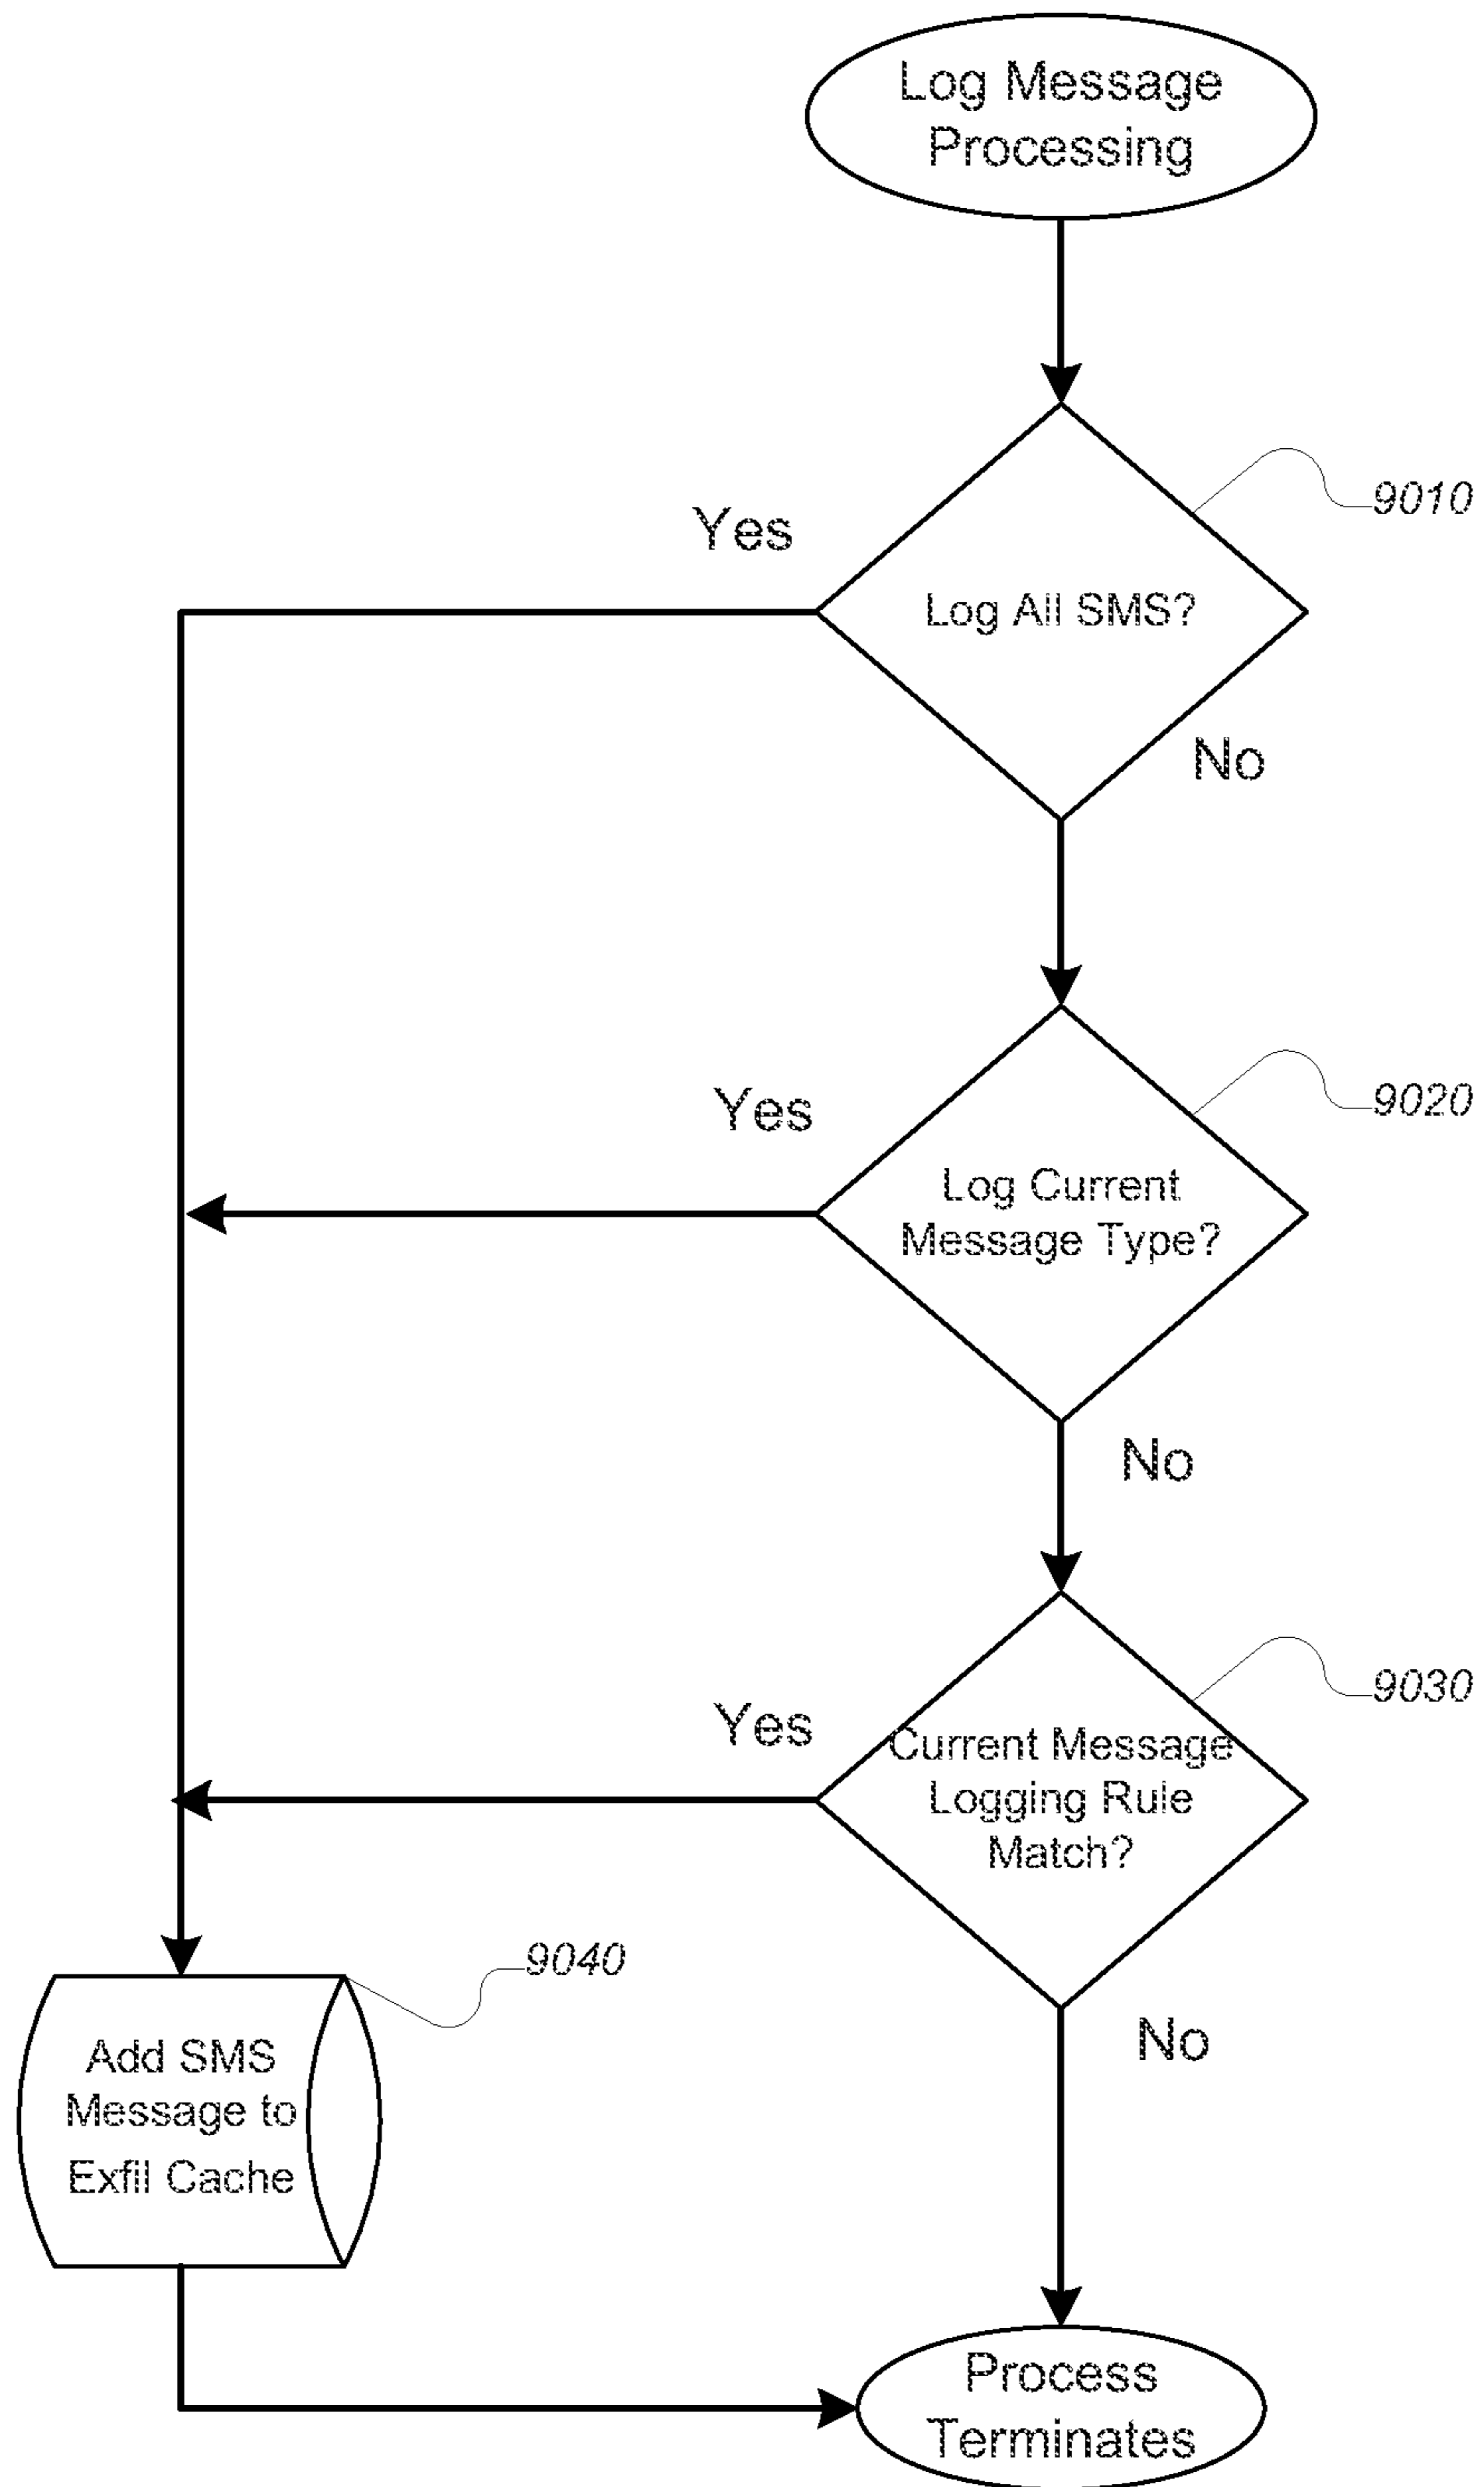 Log Message
Processing
9010
Yes
Log All SMS?
No
9020
Yes
Log Current
Message Type?
No
9030
Yes
Current Message
Logging Rule
Match?
9040
No
Add SMS
Message to
Exfil Cache
Process
Terminates